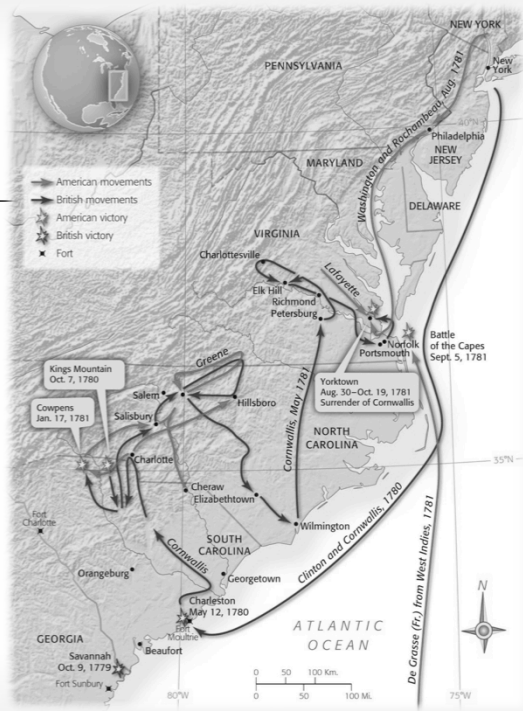 NEW YORK
New
York
PENNSYLVANIA
Washington and Rochambeau, Aug. 1781
40°N
Philadelphia
NEW
JERSEY
MARYLAND
DELAWARE
American movements
British movements
American victory
British victory
Fort
VIRGINIA
Charlottesville
Lafayette
Elk Hill
Richmond
Petersburg
Norfolk
Portsmouth
Battle
of the Capes
Sept. 5, 1781
Kings Mountain
Oct. 7, 1780
Greene
Yorktown
Aug. 30–Oct. 19, 1781
Surrender of Cornwallis
Cowpens
Jan. 17, 1781
Salem
Hillsboro
Salisbury
Cornwallis, May 1781
NORTH
CAROLINA
Charlotte
35°N
Cheraw
Elizabethtown
Fort
Charlotte
Wilmington
Clinton and Cornwallis, 1780
De Grasse (Fr.) from West Indies, 1781
SOUTH
CAROLINA
Cornwallis
Orangeburg
Georgetown
Charleston
May 12, 1780
Fort
Moultrie
ATLANTIC
OCEAN
N
GEORGIA
Beaufort
Savannah
Oct. 9, 1779
Fort Sunbury
80°W
0 50 100 Km.
0 50 100 Mi.
75°W